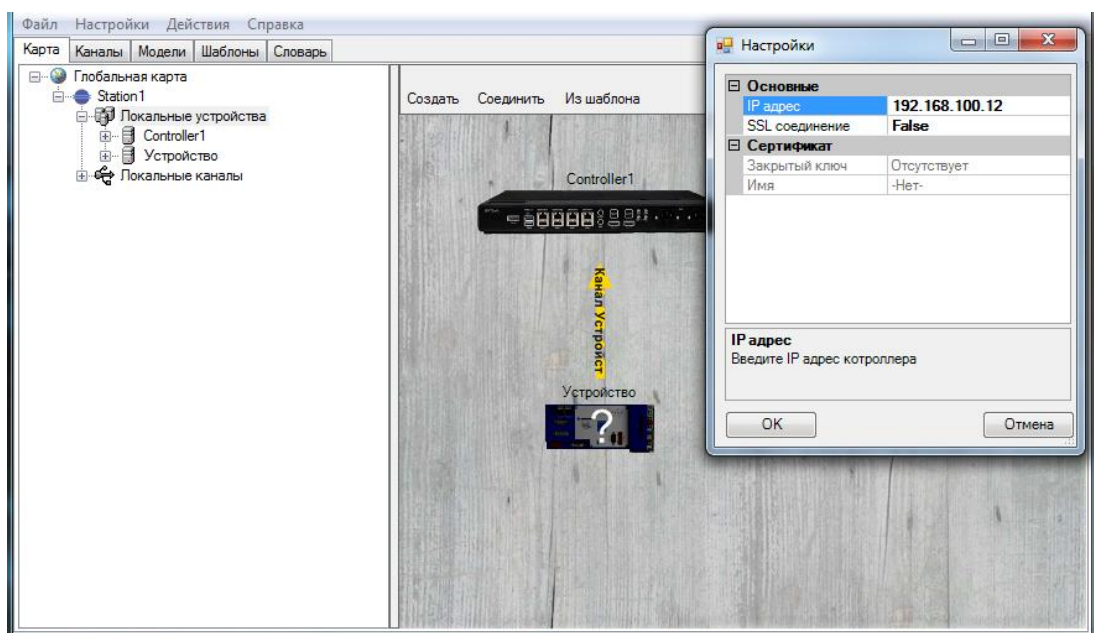 Файл Настройки Действия Справка
Карта Каналы Модели Шаблоны Словарь
Глобальная карта
Station1
Локальные устройства
Controller1
Устройство
Локальные каналы
Создать Соединить Из шаблона
Controller1
Канал Устройст
Устройство
?
Настройки
Основные
IP адрес 192.168.100.12
SSL соединение False
Сертификат
Закрытый ключ Отсутствует
Имя -Нет-
IP адрес
Введите IP адрес котроллера
OK Отмена